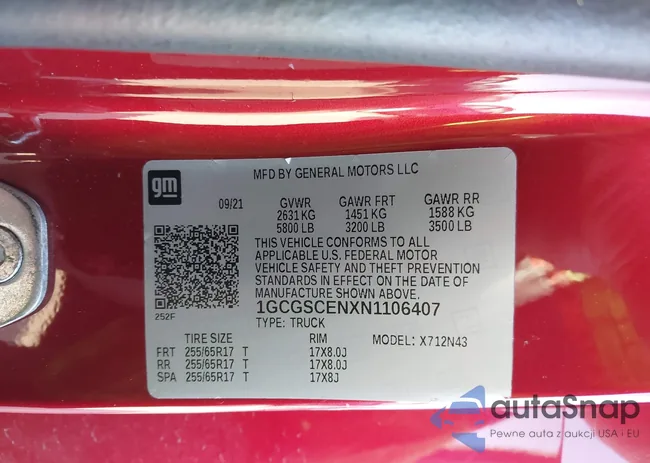 gm
MFD BY GENERAL MOTORS LLC
09/21 GVWR GAWR FRT GAWR RR
2631 KG 1451 KG 1588 KG
5800 LB 3200 LB 3500 LB
THIS VEHICLE CONFORMS TO ALL
APPLICABLE U.S. FEDERAL MOTOR
VEHICLE SAFETY AND THEFT PREVENTION
STANDARDS IN EFFECT ON THE DATE OF
MANUFACTURE SHOWN ABOVE.
252F
1GCGSCENXN1106407
TYPE: TRUCK
TIRE SIZE RIM MODEL: X712N43
FRT 255/65R17 T 17X8.0J
RR 255/65R17 T 17X8.0J
SPA 255/65R17 T 17X8J
autaSnap
Pewne auta z aukcji USA i EU